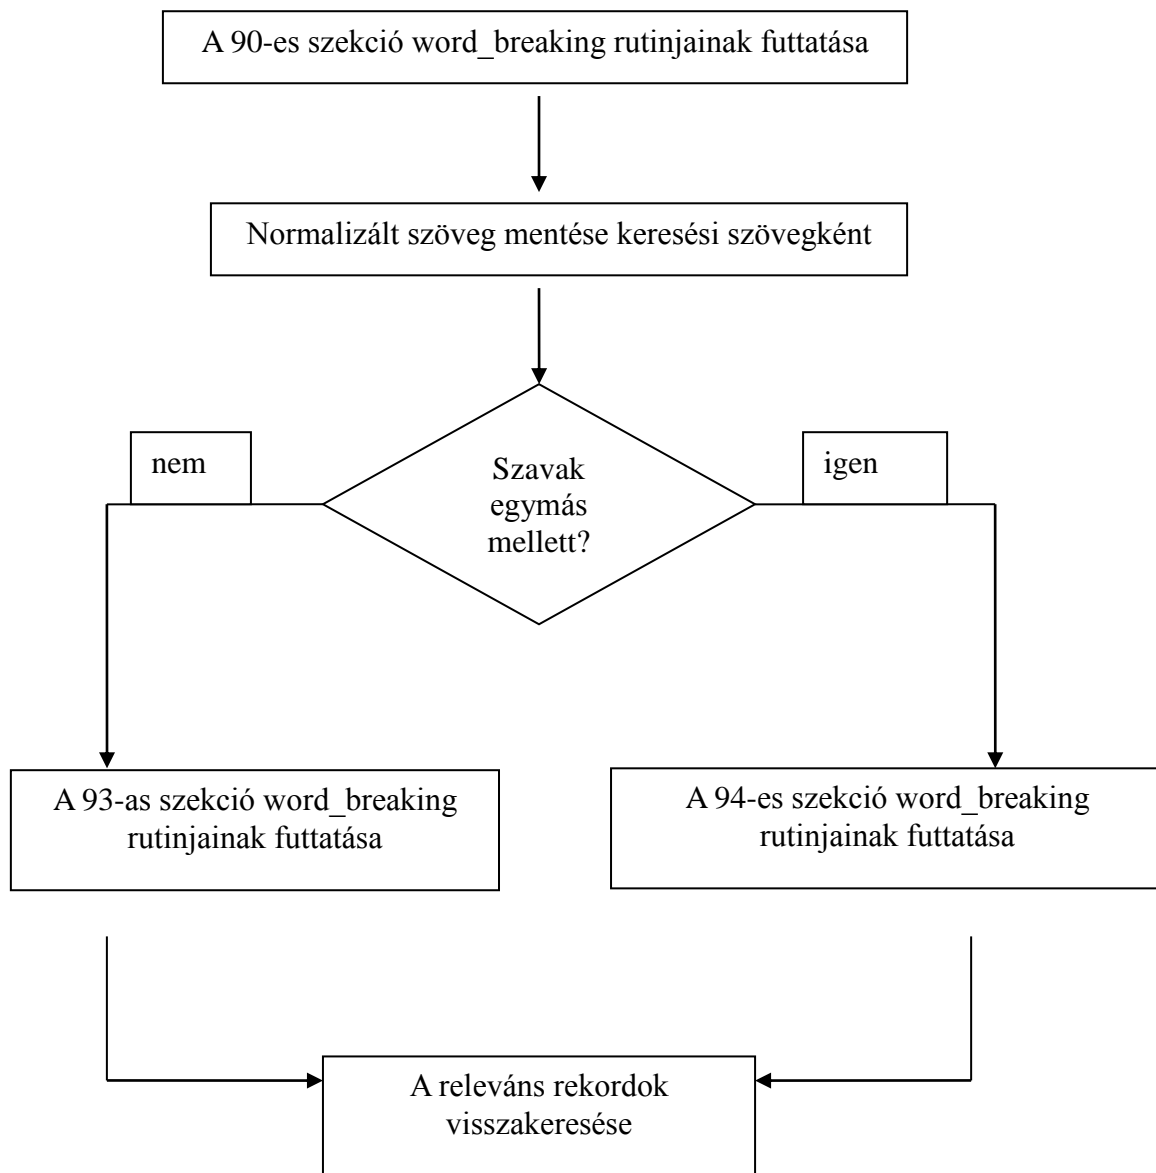 A 90-es szekció word_breaking rutinjainak futtatása
Normalizált szöveg mentése keresési szövegként
nem
igen
Szavak
egymás
mellett?
A 93-as szekció word_breaking
rutinjainak futtatása
A 94-es szekció word_breaking
rutinjainak futtatása
A releváns rekordok
visszakeresése